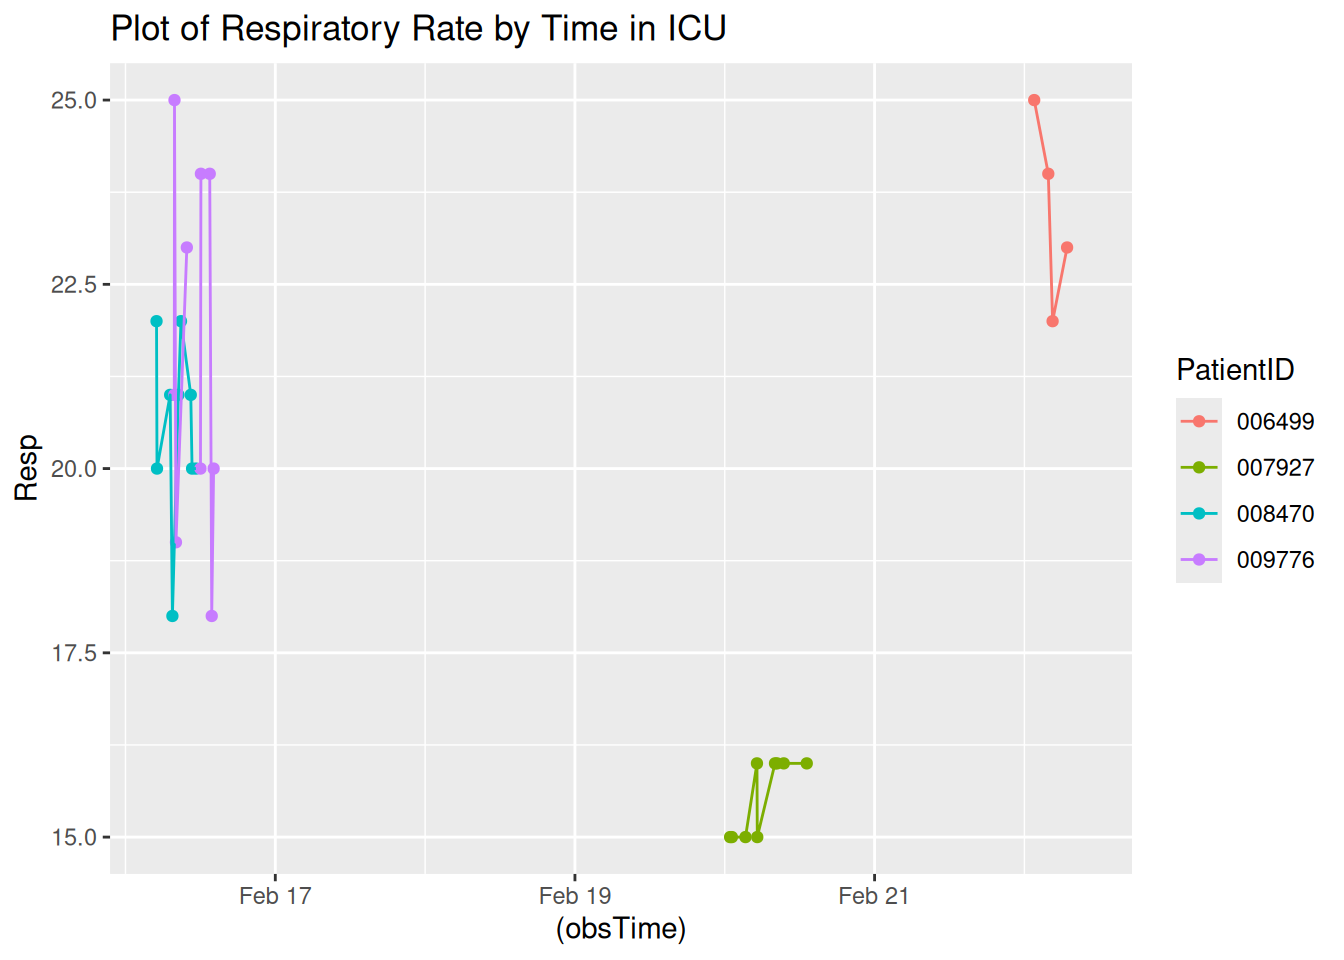 Plot of Respiratory Rate by Time in ICU
25.0
22.5
20.0
17.5
15.0
Resp
Feb 17
Feb 19
Feb 21
(obsTime)
PatientID
006499
007927
008470
009776